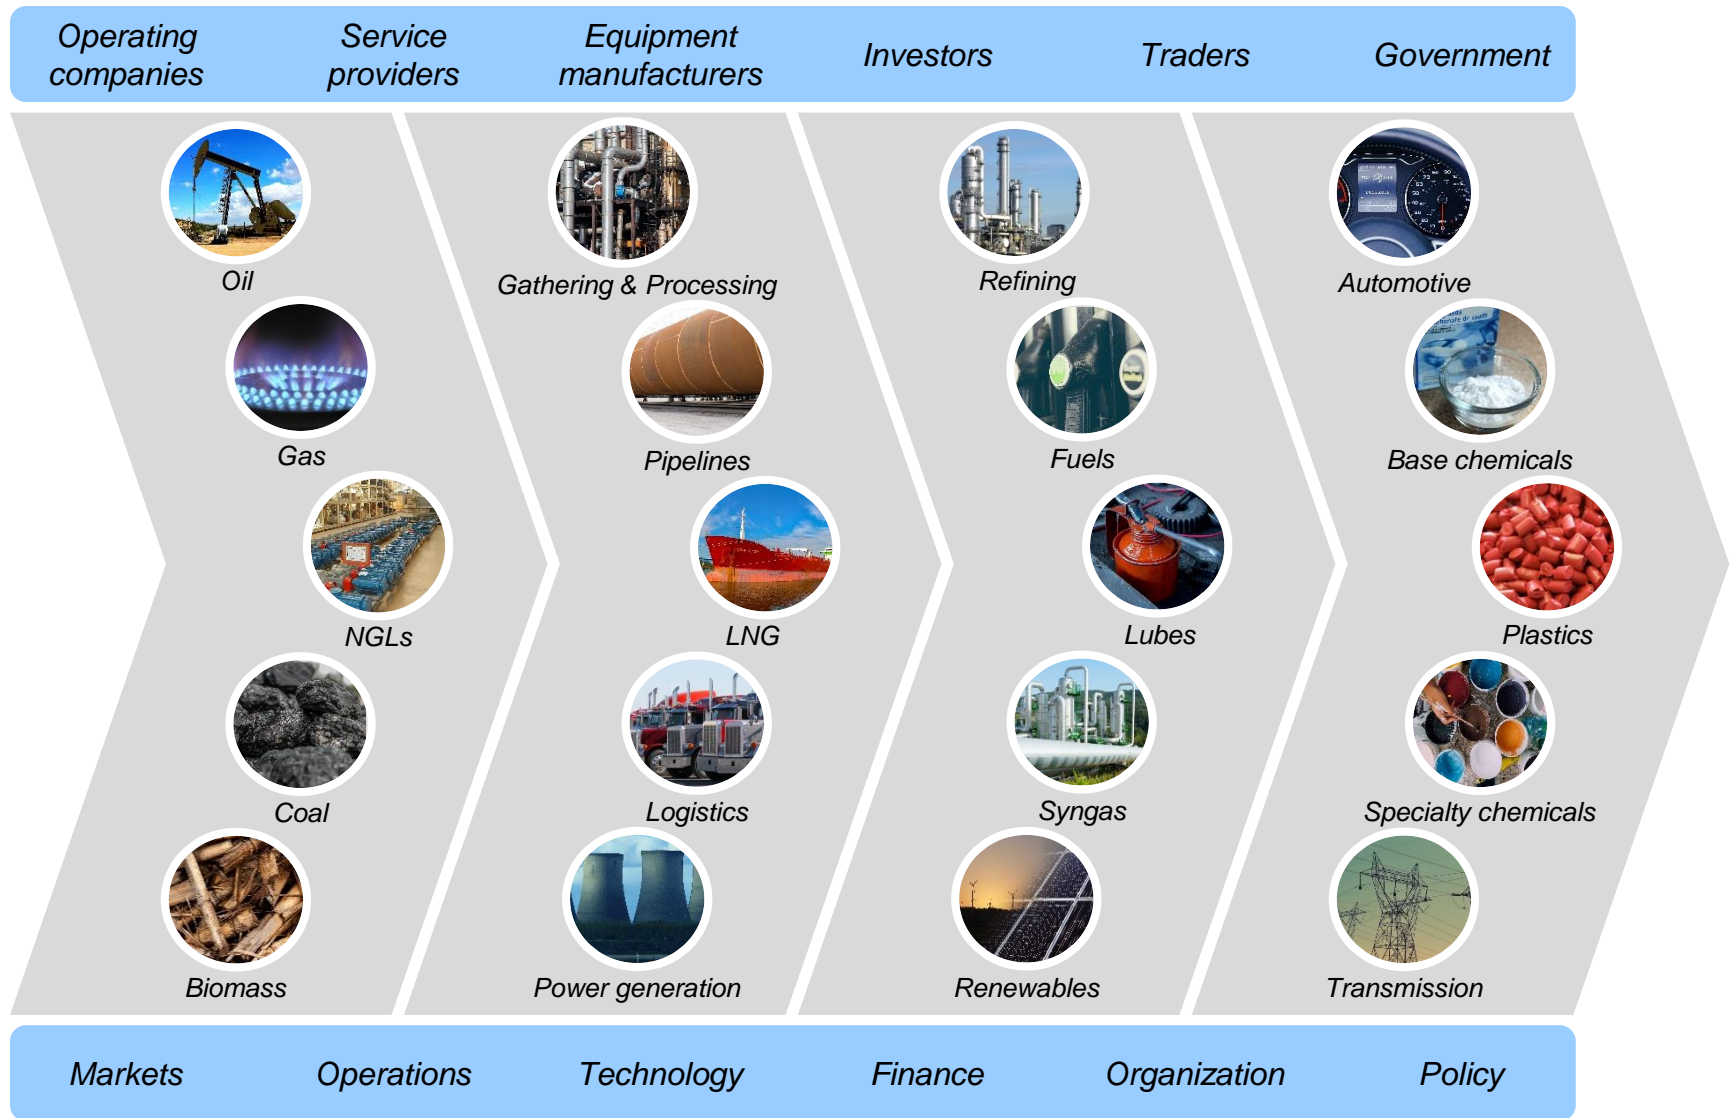 Operating companies
Service providers
Equipment manufacturers
Investors
Traders
Government
Oil
Gas
NGLs
Coal
Biomass
Gathering & Processing
Pipelines
LNG
Logistics
Power generation
Refining
Fuels
Lubes
Syngas
Renewables
Automotive
Base chemicals
Plastics
Specialty chemicals
Transmission
Markets
Operations
Technology
Finance
Organization
Policy